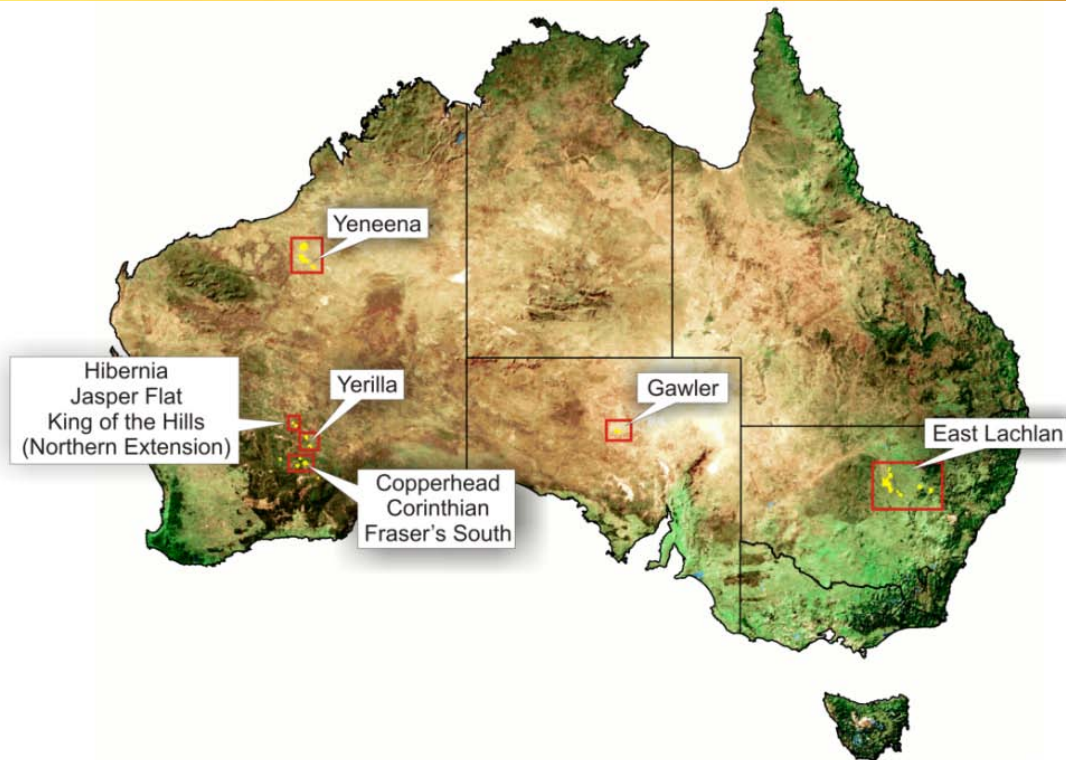 Yeneena
Hibernia
Jasper Flat
King of the Hills
(Northern Extension)
Yerilla
Gawler
East Lachlan
Copperhead
Corinthian
Fraser's South